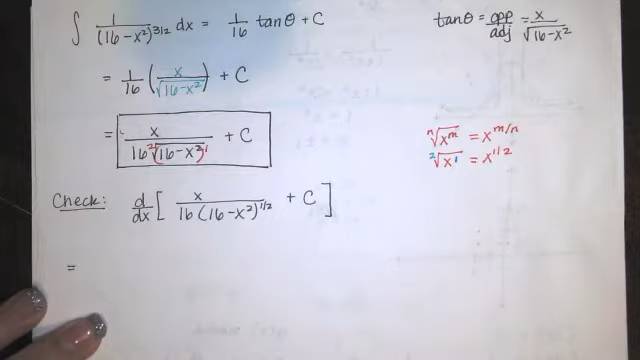 ∫ 1/(16-x²)^3/2 dx = 1/16 tanθ + C
tanθ = opp/adj = x/√(16-x²)
= 1/16 (x/√(16-x²)) + C
= x/(16 ²√(16-x²)¹) + C
ⁿ√(x^m) = x^m/n
²√(x¹) = x^1/2
Check: d/dx [ x/(16(16-x²)^1/2) + C ]
=